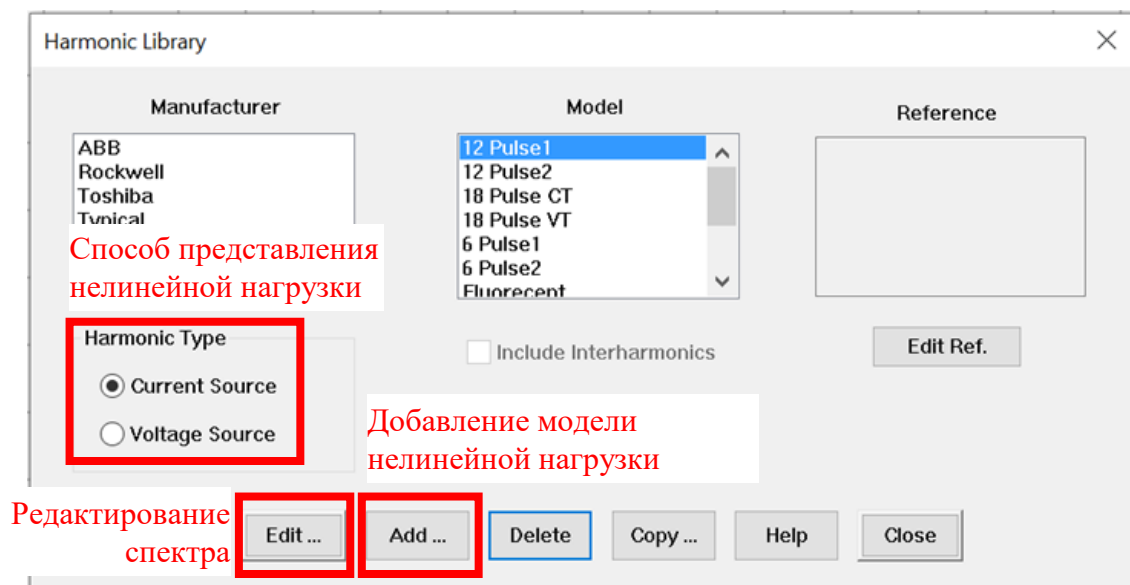 Harmonic Library
Manufacturer
Model
Reference
ABB
Rockwell
Toshiba
Typical
12 Pulse1
12 Pulse2
18 Pulse CT
18 Pulse VT
6 Pulse1
6 Pulse2
Fluorecent
Способ представления
нелинейной нагрузки
Harmonic Type
Current Source
Voltage Source
Include Interharmonics
Edit Ref.
Добавление модели
нелинейной нагрузки
Редактирование
спектра
Edit ...
Add ...
Delete
Copy ...
Help
Close